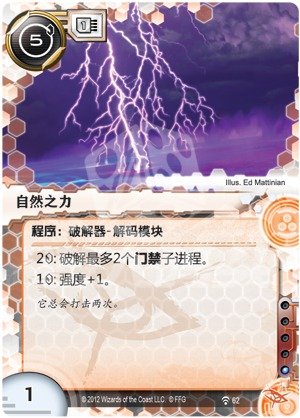 5
1
Illus. Ed Mattinian
自然之力
程序：破解器-解码模块
2⊙: 破解最多2个门禁子进程。
1⊙: 强度+1。
它总会打击两次。
1
©2012 Wizards of the Coast LLC. © FFG
62